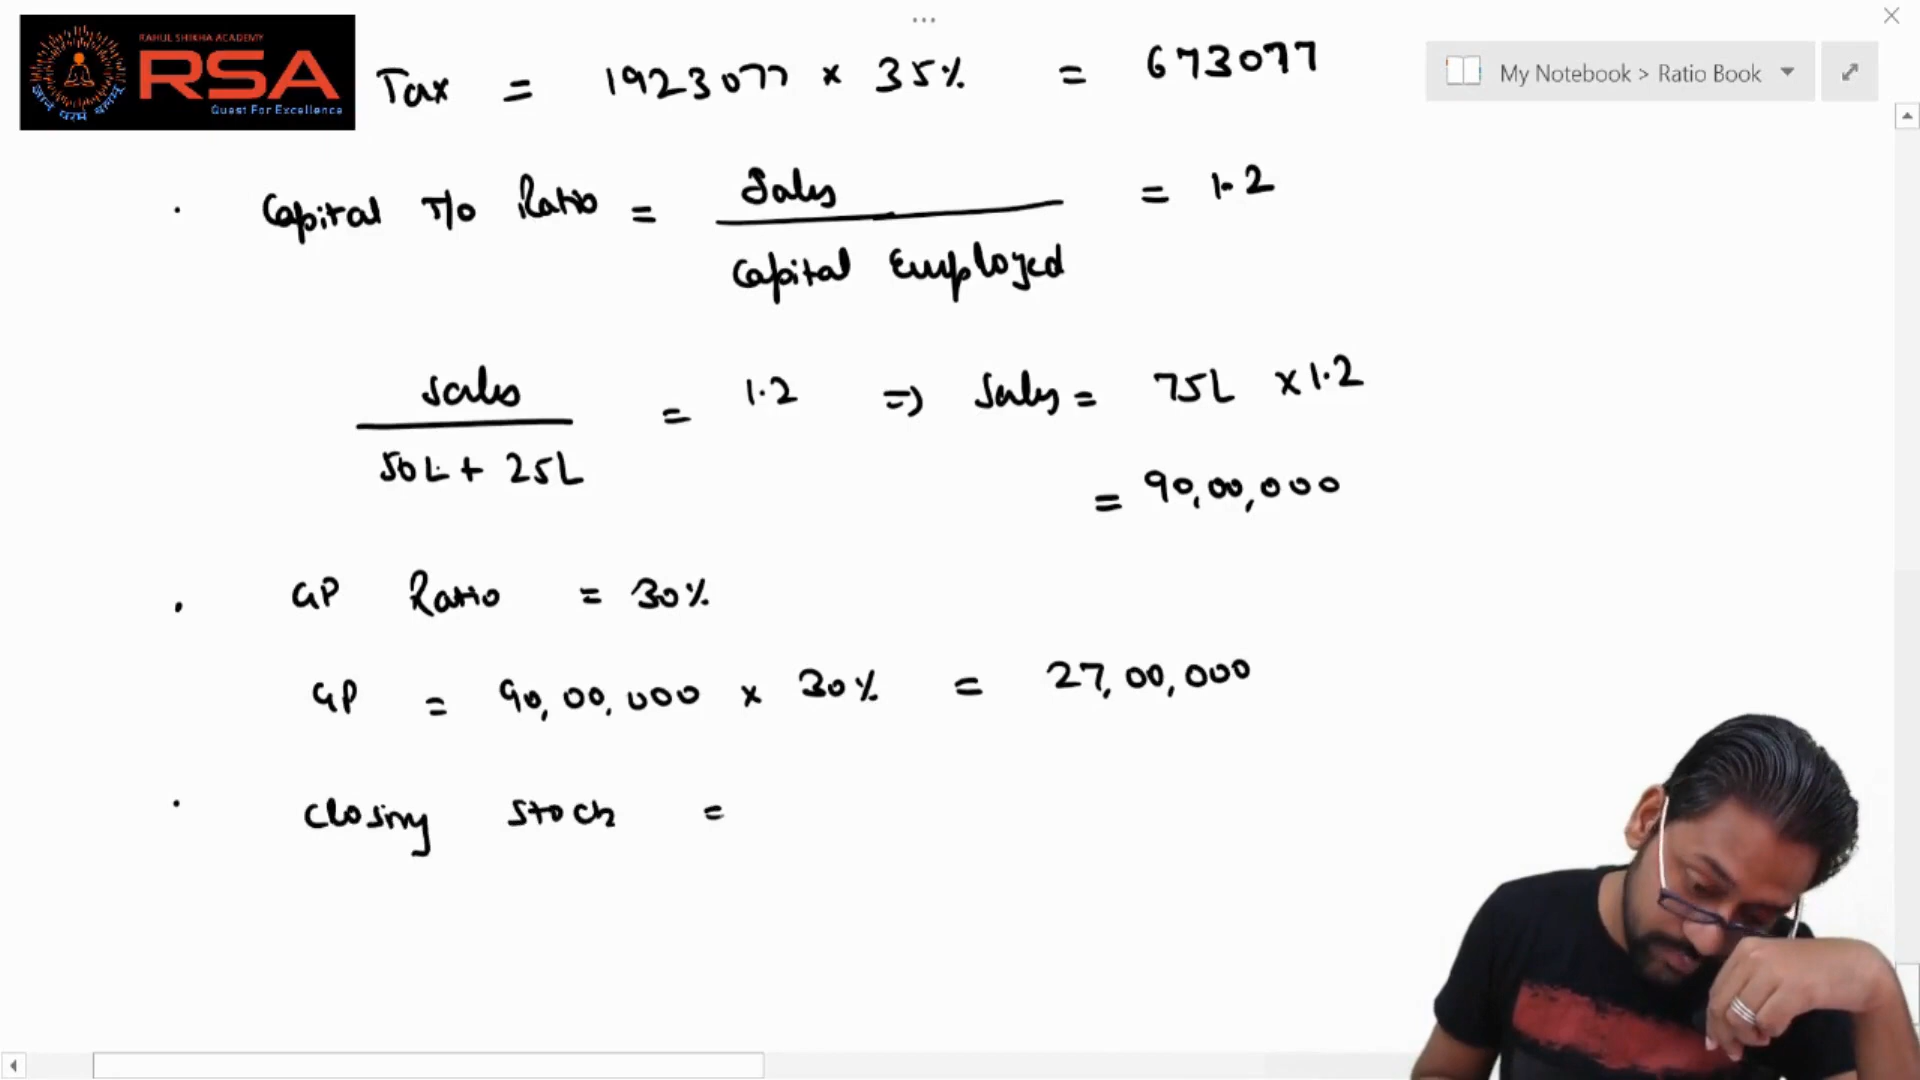 RAHUL SHIKHA ACADEMY
RSA
Quest For Excellence
My Notebook > Ratio Book
Tax = 1923077 x 35% = 673077
. Capital T/o Ratio = Sales / Capital Employed = 1.2
Sales / 50L + 25L = 1.2 => Sales = 75L x 1.2
= 90,00,000
. GP Ratio = 30%
GP = 90,00,000 x 30% = 27,00,000
. Closing Stock =